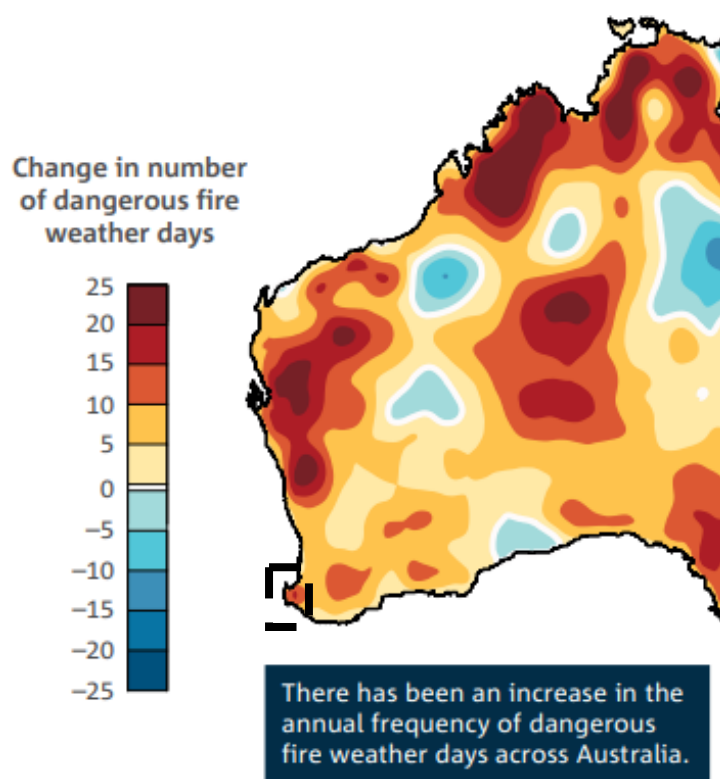 Change in number
of dangerous fire
weather days
25
20
15
10
5
0
−5
−10
−15
−20
−25
There has been an increase in the
annual frequency of dangerous
fire weather days across Australia.